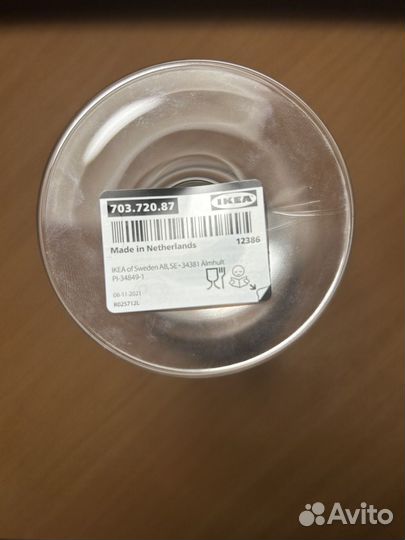 703.720.87 IKEA
Made in Netherlands 12386
IKEA of Sweden AB, SE-34381 Älmhult
PI-34849-1
06-11-2021
R025712L
Avito